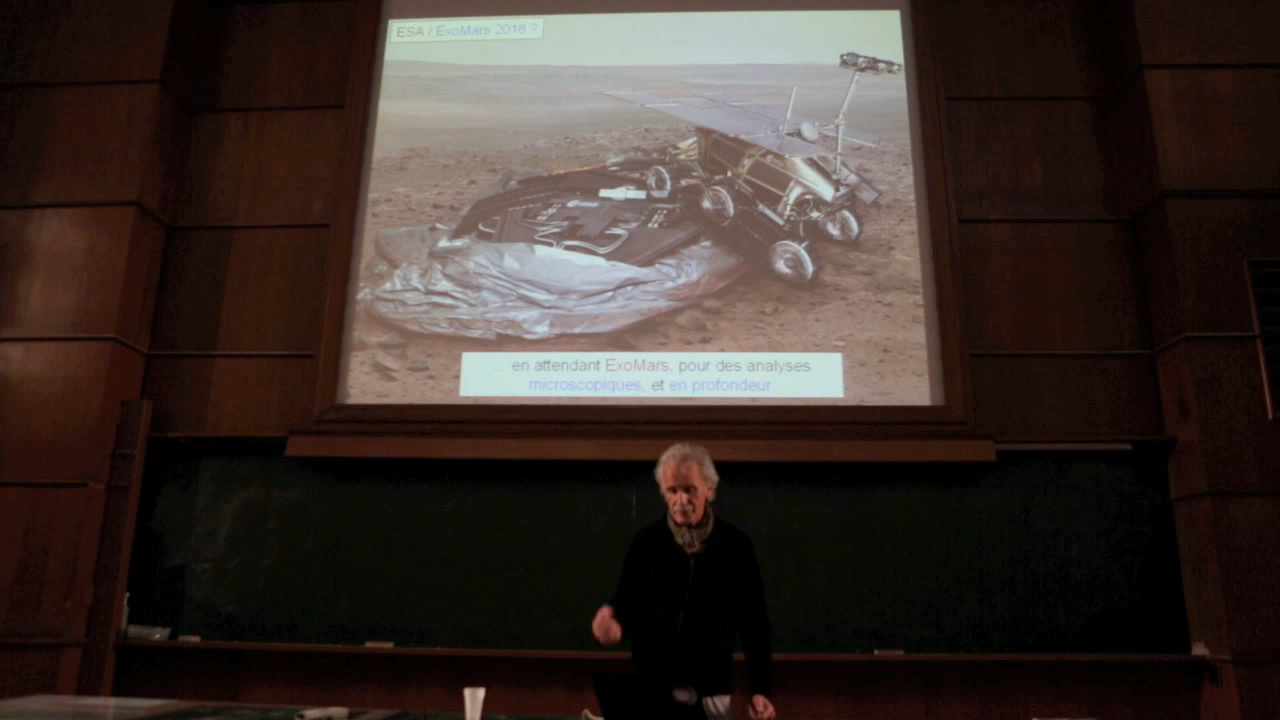 ESA / ExoMars 2018 ?
... en attendant ExoMars, pour des analyses
microscopiques, et en profondeur